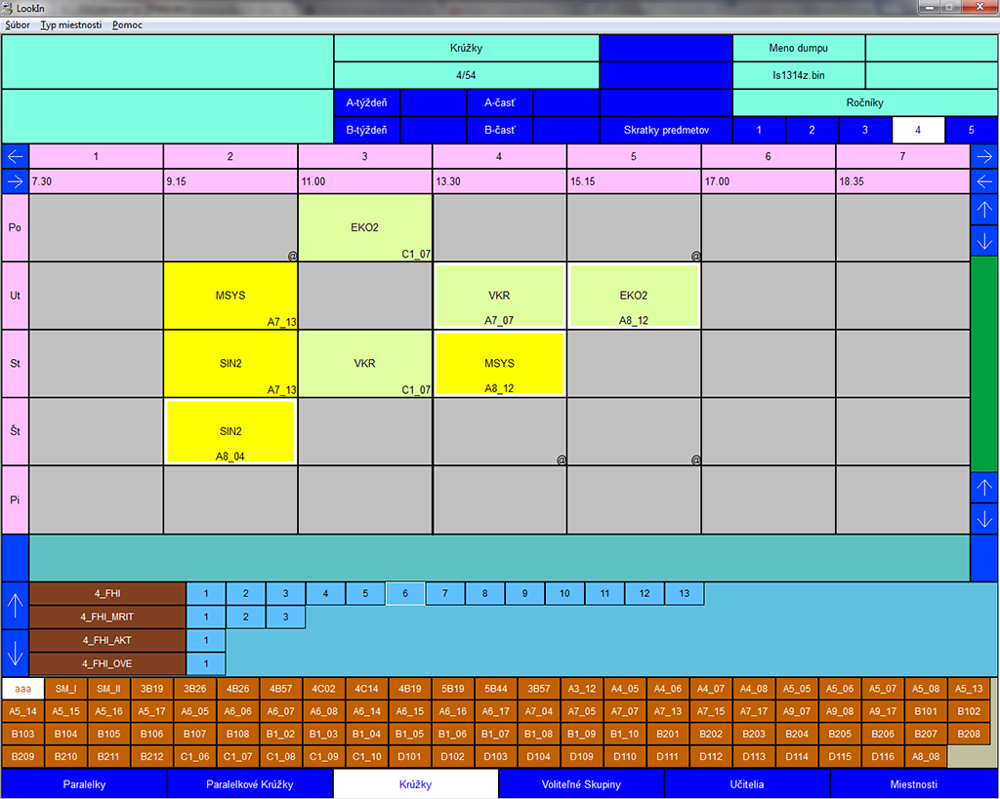 LookIn
Súbor Typ miestnosti Pomoc
Krúžky Meno dumpu
4/54 ls1314z.bin
A-týždeň A-časť Ročníky
B-týždeň B-časť Skratky predmetov 1 2 3 4 5
1 2 3 4 5 6 7
7.30 9.15 11.00 13.30 15.15 17.00 18.35
Po EKO2
@ C1_07 @
Ut MSYS VKR EKO2
A7_13 A7_07 A8_12
St SIN2 VKR MSYS
A7_13 C1_07 A8_12
Št SIN2
A8_04 @ @
Pi
4_FHI 1 2 3 4 5 6 7 8 9 10 11 12 13
4_FHI_MRIT 1 2 3
4_FHI_AKT 1
4_FHI_OVE 1
aaa SM_I SM_II 3B19 3B26 4B26 4B57 4C02 4C14 4B19 5B19 5B44 3B57 A3_12 A4_05 A4_06 A4_07 A4_08 A5_05 A5_06 A5_07 A5_08 A5_13
A5_14 A5_15 A5_16 A5_17 A6_05 A6_06 A6_07 A6_08 A6_14 A6_15 A6_16 A6_17 A7_04 A7_05 A7_07 A7_13 A7_15 A7_17 A9_07 A9_08 A9_17 B101 B102
B103 B104 B105 B106 B107 B108 B1_02 B1_03 B1_04 B1_05 B1_06 B1_07 B1_08 B1_09 B1_10 B201 B202 B203 B204 B205 B206 B207 B208
B209 B210 B211 B212 C1_06 C1_07 C1_08 C1_09 C1_10 D101 D102 D103 D104 D109 D110 D111 D112 D113 D114 D115 D116 A8_08
Paralelky Paralelkové Krúžky Krúžky Voliteľné Skupiny Učitelia Miestnosti